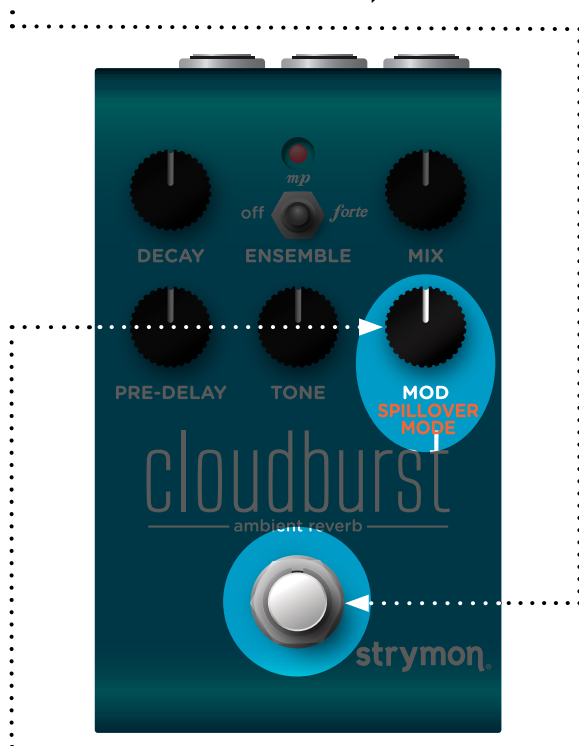 mp
off forte
DECAY ENSEMBLE MIX
PRE-DELAY TONE MOD
SPILLOVER
MODE
cloudburst
ambient reverb
strymon®